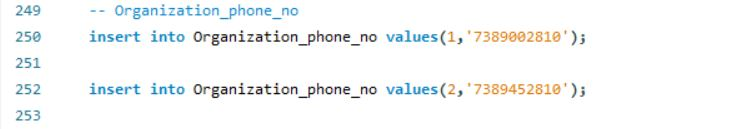 249 -- Organization_phone_no
250 insert into Organization_phone_no values(1,'7389002810');
251
252 insert into Organization_phone_no values(2,'7389452810');
253